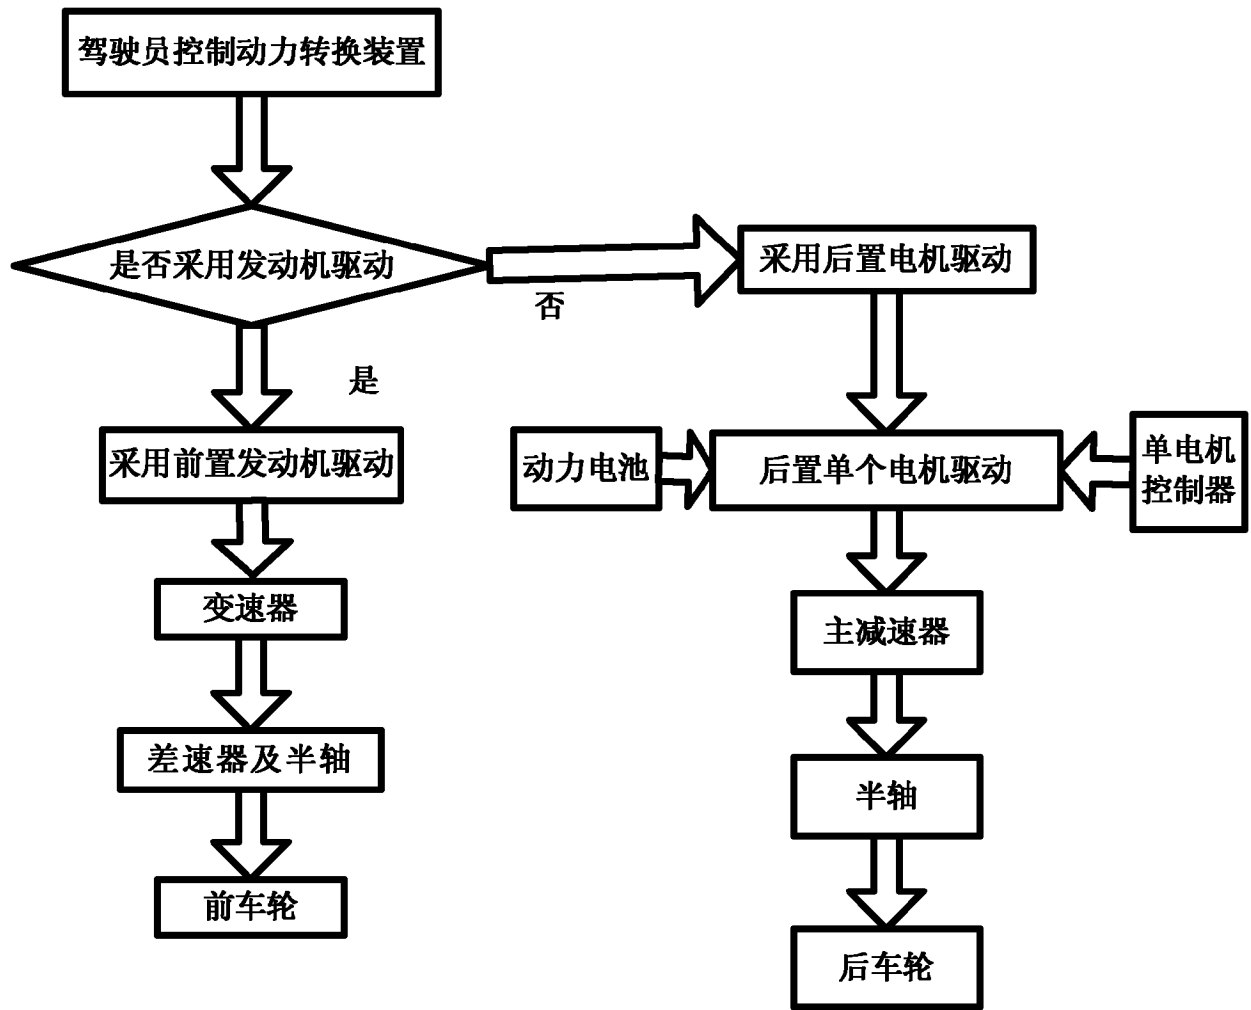 驾驶员控制动力转换装置
是否采用发动机驱动
采用后置电机驱动
否
是
采用前置发动机驱动
动力电池
后置单个电机驱动
单电机
控制器
变速器
主减速器
差速器及半轴
半轴
前车轮
后车轮